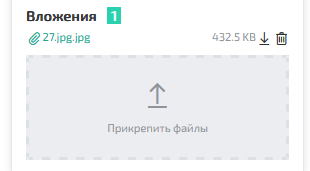 Вложения 1
27.jpg.jpg 432.5 KB
Прикрепить файлы